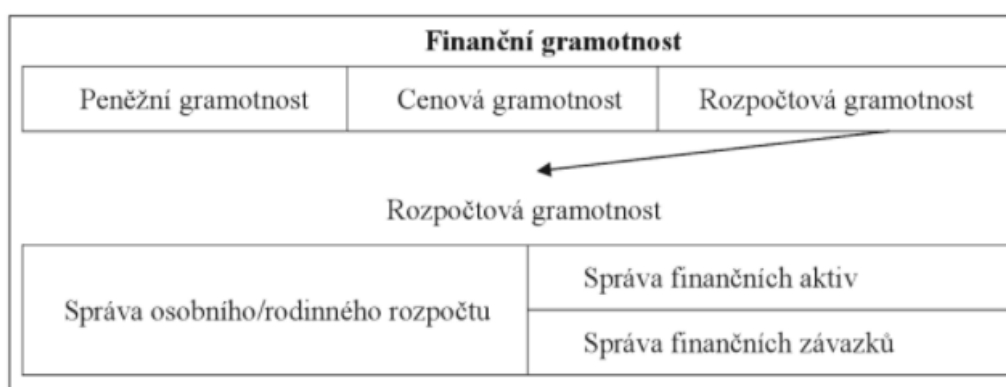 Finanční gramotnost
Peněžní gramotnost
Cenová gramotnost
Rozpočtová gramotnost
Rozpočtová gramotnost
Správa osobního/rodinného rozpočtu
Správa finančních aktiv
Správa finančních závazků